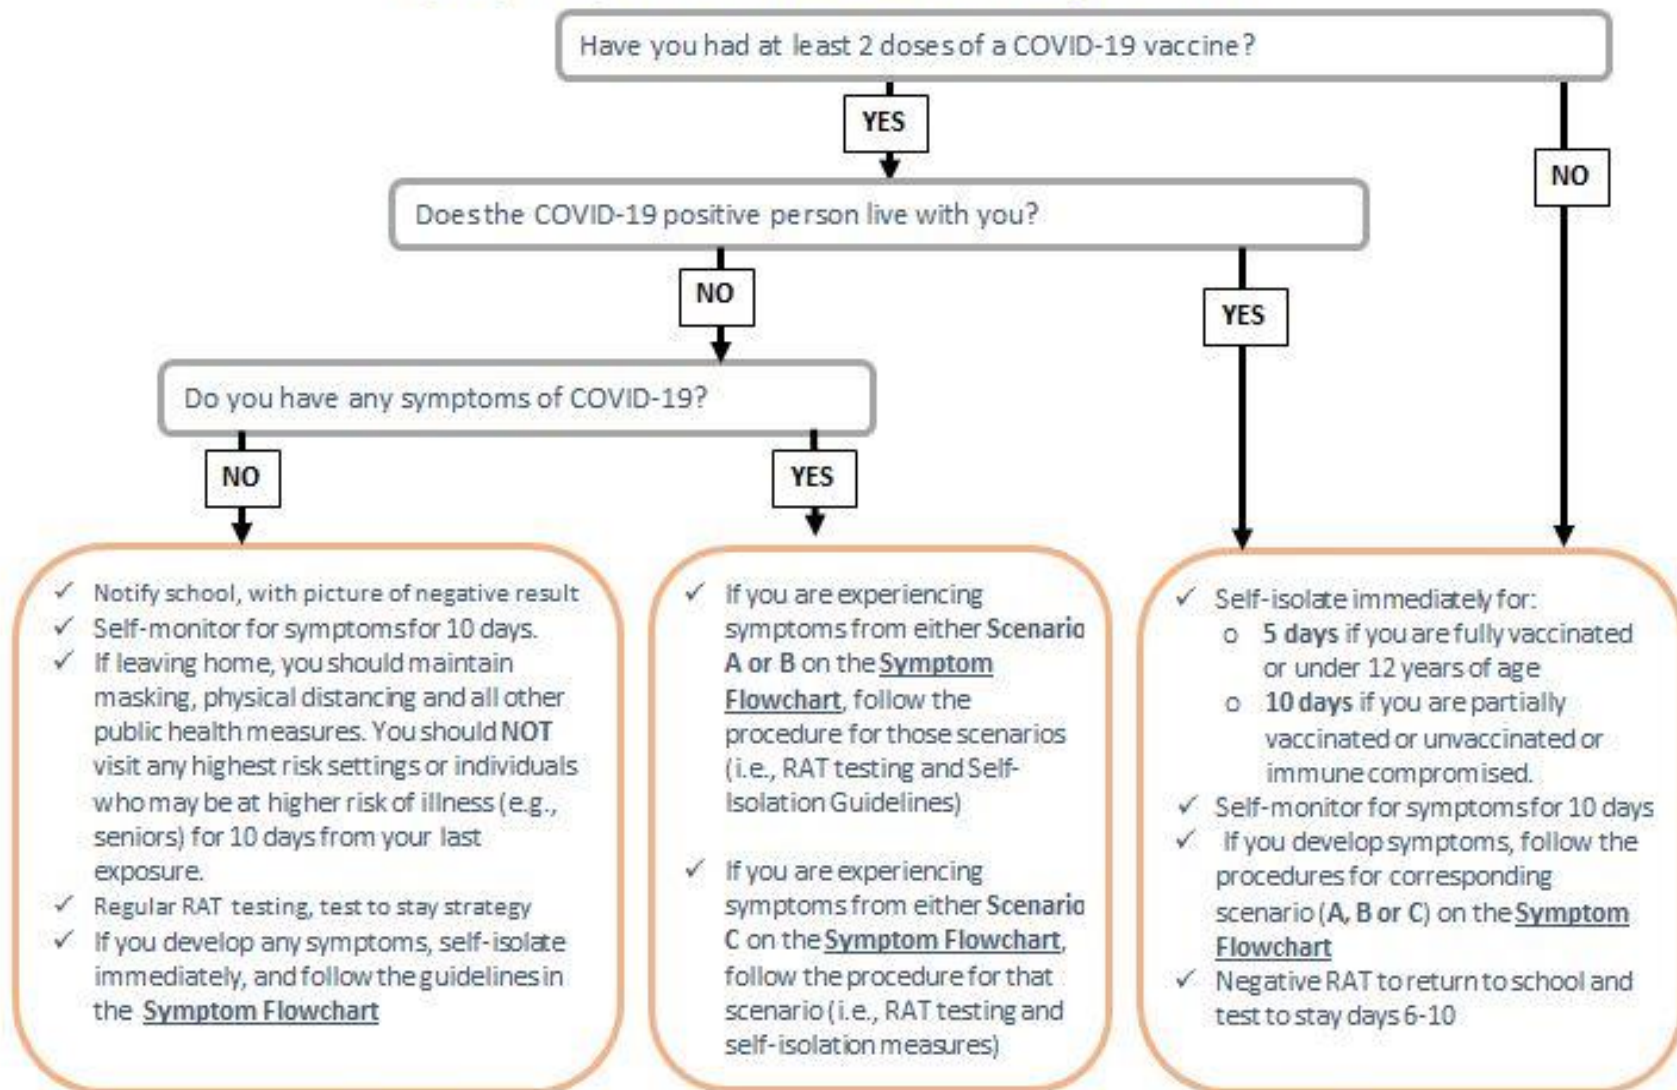 Have you had at least 2 doses of a COVID-19 vaccine?
YES
NO
Does the COVID-19 positive person live with you?
NO
YES
Do you have any symptoms of COVID-19?
NO
YES
✓ Notify school, with picture of negative result
✓ Self-monitor for symptoms for 10 days.
✓ If leaving home, you should maintain
masking, physical distancing and all other
public health measures. You should NOT
visit any highest risk settings or individuals
who may be at higher risk of illness (e.g.,
seniors) for 10 days from your last
exposure.
✓ Regular RAT testing, test to stay strategy
✓ If you develop any symptoms, self-isolate
immediately, and follow the guidelines in
the Symptom Flowchart
✓ If you are experiencing
symptoms from either Scenario
A or B on the Symptom
Flowchart, follow the
procedure for those scenarios
(i.e., RAT testing and Self-
Isolation Guidelines)
✓ If you are experiencing
symptoms from either Scenario
C on the Symptom Flowchart,
follow the procedure for that
scenario (i.e., RAT testing and
self-isolation measures)
✓ Self-isolate immediately for:
o 5 days if you are fully vaccinated
or under 12 years of age
o 10 days if you are partially
vaccinated or unvaccinated or
immune compromised.
✓ Self-monitor for symptoms for 10 days
✓ If you develop symptoms, follow the
procedures for corresponding
scenario (A, B or C) on the Symptom
Flowchart
✓ Negative RAT to return to school and
test to stay days 6-10